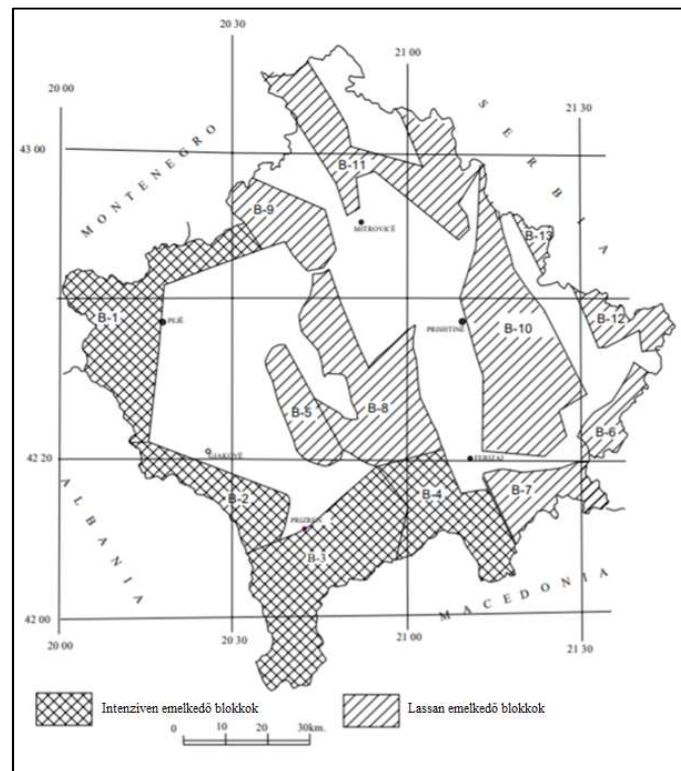 20 30
21 00
20 00
21 30
43 00
MONTENEGRO
SERBIA
B-11
B-9
MITROVICË
B-13
B-1
PEJË
PRISHTINË
B-10
B-12
B-5
B-8
B-6
GJAKOVË
42 20
FERIZAJ
B-2
B-4
B-7
PRIZREN
B-3
ALBANIA
MACEDONIA
42 00
20 00
20 30
21 00
21 30
Intenziven emelkedő blokkok
Lassan emelkedő blokkok
0 10 20 30km.